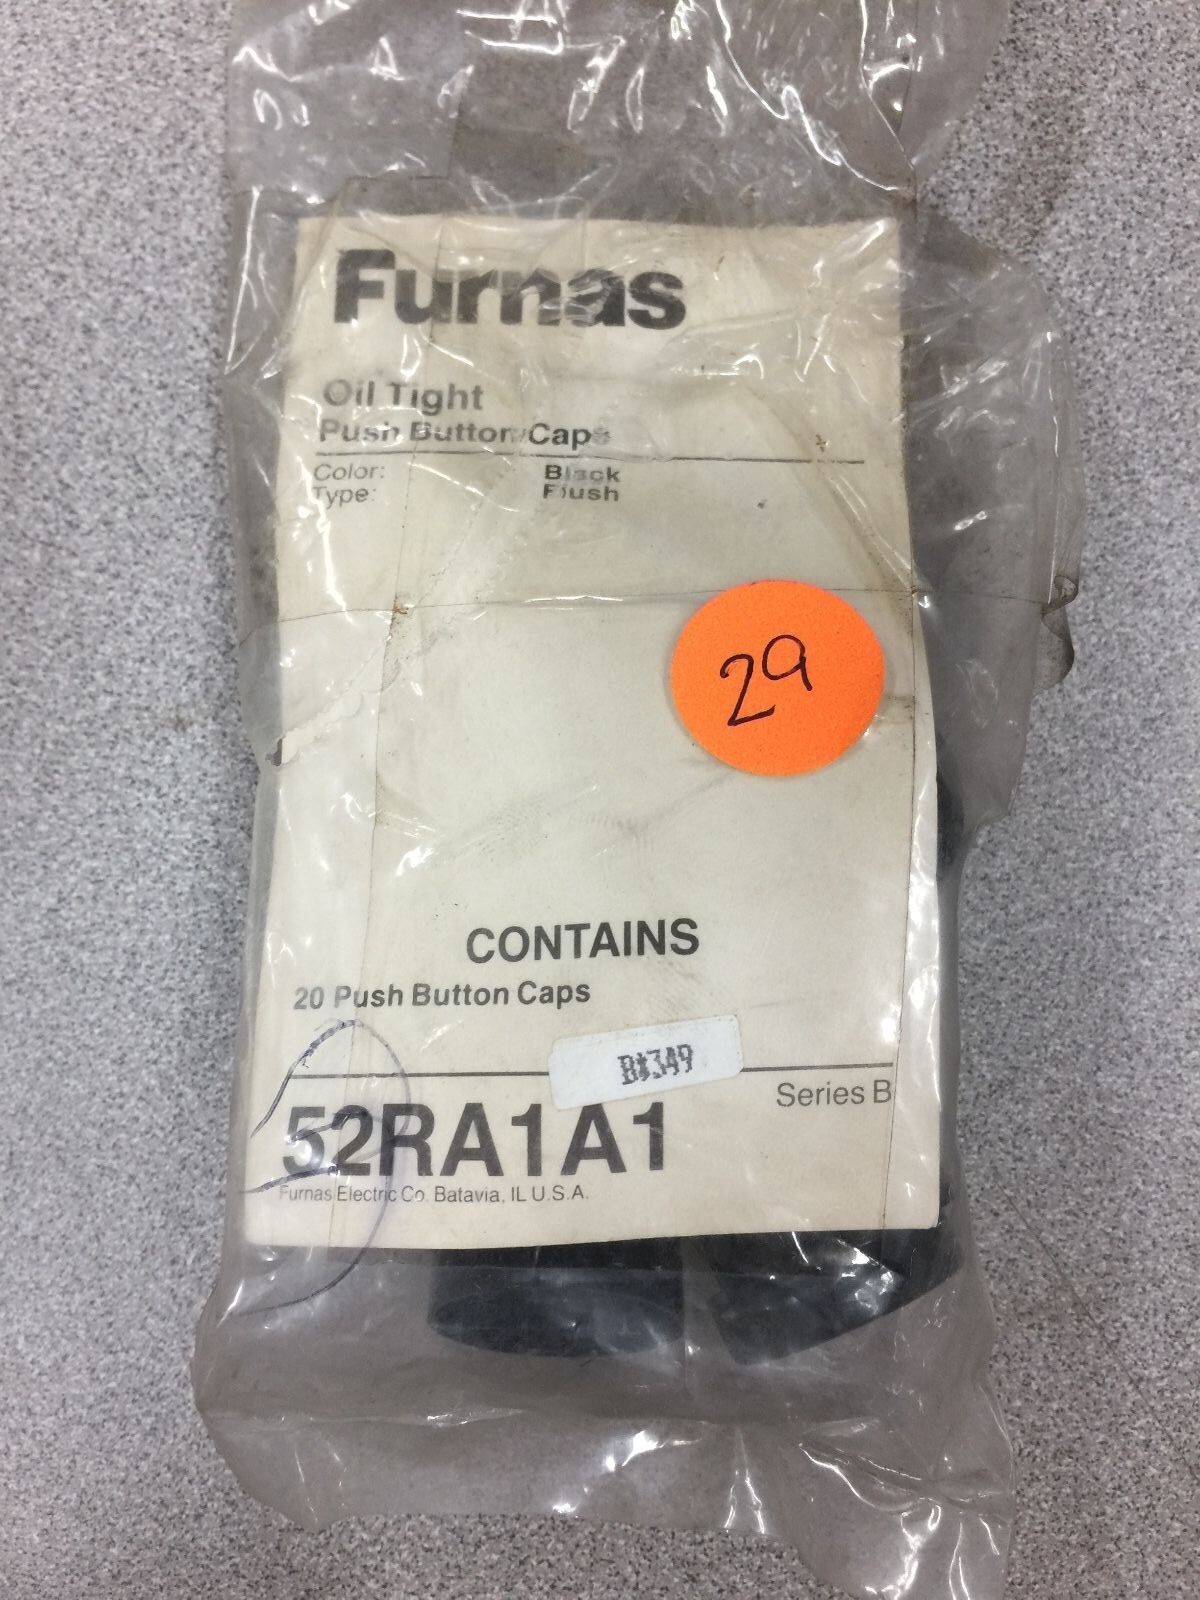 Furnas
Oil Tight
Push Button Caps
Color: Black
Type: Flush
29
CONTAINS
20 Push Button Caps
B#349
Series B
52RA1A1
Furnas Electric Co. Batavia, IL U.S.A.